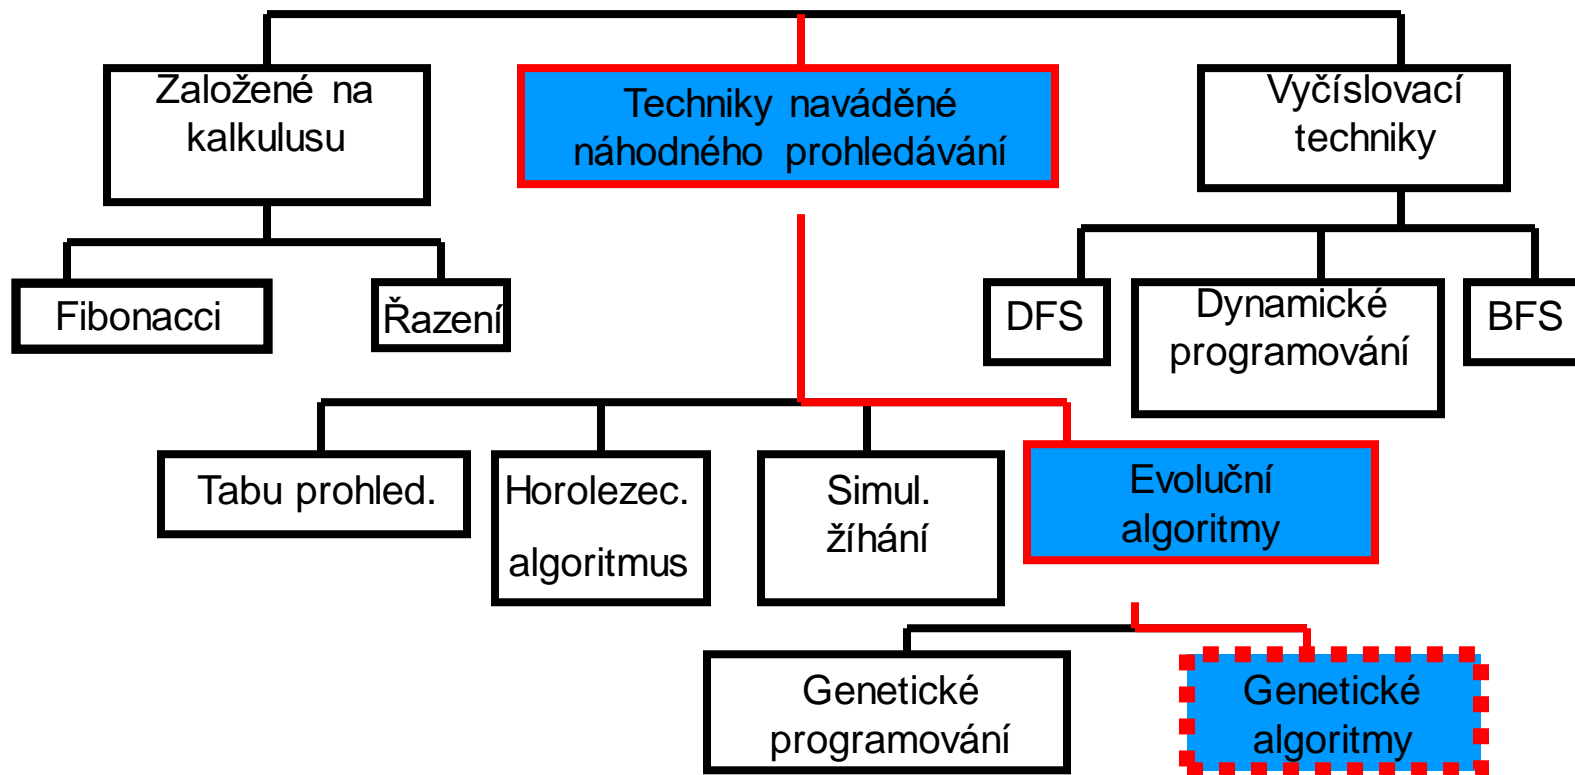 Založené na
kalkulusu
Techniky naváděné
náhodného prohledávání
Vyčíslovací
techniky
Fibonacci
Řazení
DFS
Dynamické
programování
BFS
Tabu prohled.
Horolezec.
algoritmus
Simul.
žíhání
Evoluční
algoritmy
Genetické
programování
Genetické
algoritmy